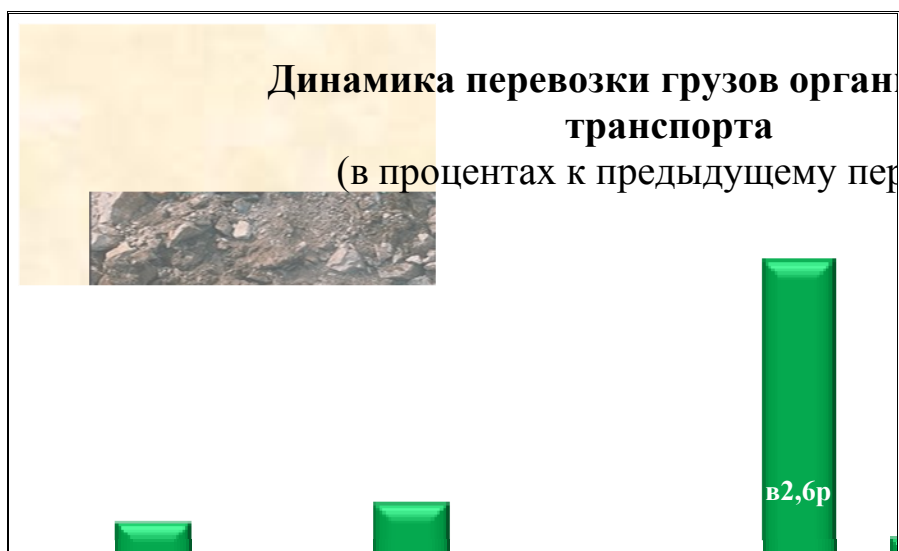 Динамика перевозки грузов орган
транспорта
(в процентах к предыдущему пер
в2,6р